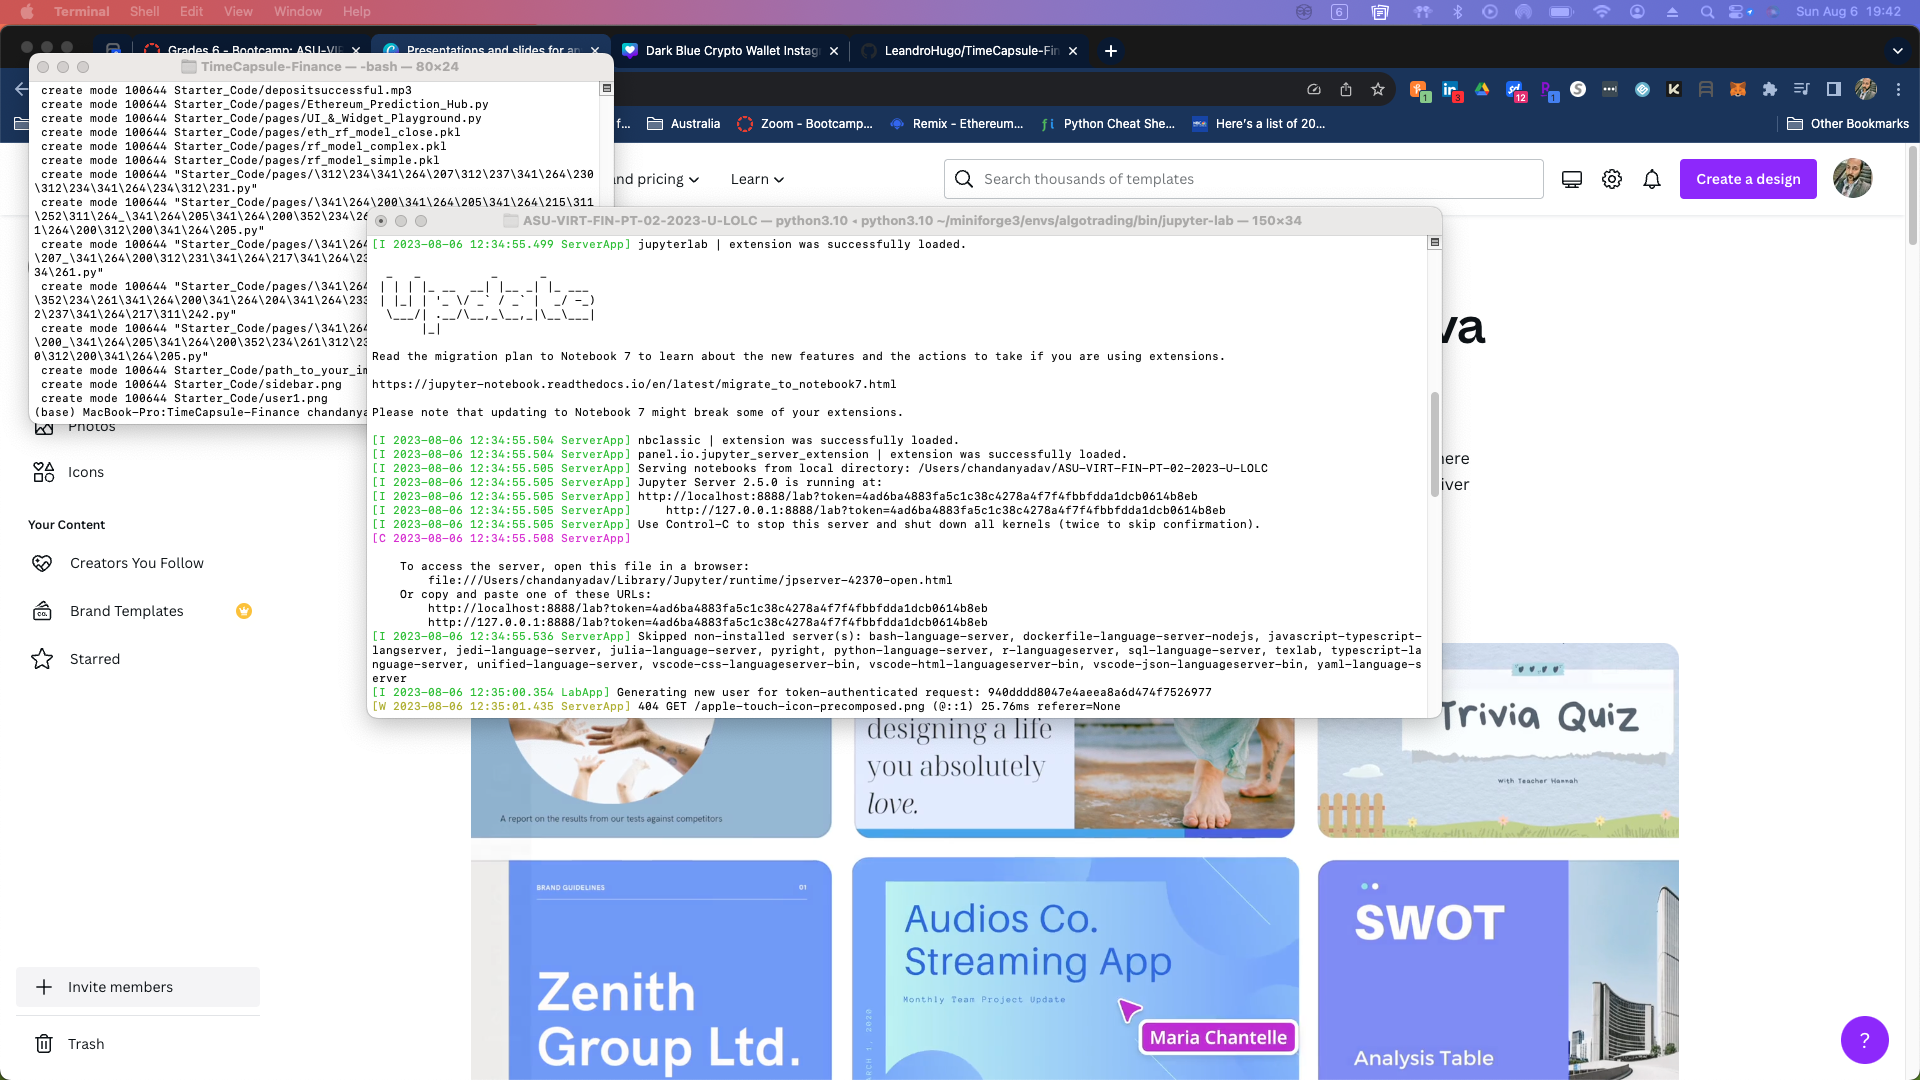 Terminal Shell Edit View Window Help
6
Sun Aug 6 19:42
Grades 6 - Bootcamp: ASU-VI
Presentations and slides for an
Dark Blue Crypto Wallet Instag
LeandroHugo/TimeCapsule-Fin
TimeCapsule-Finance — -bash — 80×24
create mode 100644 Starter_Code/depositsuccessful.mp3
create mode 100644 Starter_Code/pages/Ethereum_Prediction_Hub.py
create mode 100644 Starter_Code/pages/UI_&_Widget_Playground.py
create mode 100644 Starter_Code/pages/eth_rf_model_close.pkl
create mode 100644 Starter_Code/pages/rf_model_complex.pkl
create mode 100644 Starter_Code/pages/rf_model_simple.pkl
create mode 100644 "Starter_Code/pages/\312\234\341\264\207\312\237\341\264\230
\312\234\341\264\234\312\231.py"
create mode 100644 "Starter_Code/pages/\341\264\200\341\264\205\341\264\215\311
\252\311\264_\341\264\205\341\264\200\352\234\26
1\264\200\312\200\341\264\205.py"
create mode 100644 "Starter_Code/pages/\341\264
\207_\341\264\200\312\231\341\264\217\341\264\23
34\261.py"
create mode 100644 "Starter_Code/pages/\341\264
\352\234\261\341\264\200\341\264\204\341\264\233
2\237\341\264\217\311\242.py"
create mode 100644 "Starter_Code/pages/\341\264
\200_\341\264\205\341\264\200\352\234\261\312\23
0\312\200\341\264\205.py"
create mode 100644 Starter_Code/path_to_your_im
create mode 100644 Starter_Code/sidebar.png
create mode 100644 Starter_Code/user1.png
(base) MacBook-Pro:TimeCapsule-Finance chandanya
1
3
12
1
f...
Australia
Zoom - Bootcamp...
Remix - Ethereum...
Python Cheat She...
Here's a list of 20...
Other Bookmarks
nd pricing
Learn
Search thousands of templates
Create a design
ASU-VIRT-FIN-PT-02-2023-U-LOLC — python3.10 ◂ python3.10 ~/miniforge3/envs/algotrading/bin/jupyter-lab — 150×34
[I 2023-08-06 12:34:55.499 ServerApp] jupyterlab | extension was successfully loaded.
Update
Read the migration plan to Notebook 7 to learn about the new features and the actions to take if you are using extensions.
https://jupyter-notebook.readthedocs.io/en/latest/migrate_to_notebook7.html
Please note that updating to Notebook 7 might break some of your extensions.
[I 2023-08-06 12:34:55.504 ServerApp] nbclassic | extension was successfully loaded.
[I 2023-08-06 12:34:55.504 ServerApp] panel.io.jupyter_server_extension | extension was successfully loaded.
[I 2023-08-06 12:34:55.505 ServerApp] Serving notebooks from local directory: /Users/chandanyadav/ASU-VIRT-FIN-PT-02-2023-U-LOLC
[I 2023-08-06 12:34:55.505 ServerApp] Jupyter Server 2.5.0 is running at:
[I 2023-08-06 12:34:55.505 ServerApp] http://localhost:8888/lab?token=4ad6ba4883fa5c1c38c4278a4f7f4fbbfdda1dcb0614b8eb
[I 2023-08-06 12:34:55.505 ServerApp]     http://127.0.0.1:8888/lab?token=4ad6ba4883fa5c1c38c4278a4f7f4fbbfdda1dcb0614b8eb
[I 2023-08-06 12:34:55.505 ServerApp] Use Control-C to stop this server and shut down all kernels (twice to skip confirmation).
[C 2023-08-06 12:34:55.508 ServerApp]
To access the server, open this file in a browser:
file:///Users/chandanyadav/Library/Jupyter/runtime/jpserver-42370-open.html
Or copy and paste one of these URLs:
http://localhost:8888/lab?token=4ad6ba4883fa5c1c38c4278a4f7f4fbbfdda1dcb0614b8eb
http://127.0.0.1:8888/lab?token=4ad6ba4883fa5c1c38c4278a4f7f4fbbfdda1dcb0614b8eb
[I 2023-08-06 12:34:55.536 ServerApp] Skipped non-installed server(s): bash-language-server, dockerfile-language-server-nodejs, javascript-typescript-
langserver, jedi-language-server, julia-language-server, pyright, python-language-server, r-languageserver, sql-language-server, texlab, typescript-la
nguage-server, unified-language-server, vscode-css-languageserver-bin, vscode-html-languageserver-bin, vscode-json-languageserver-bin, yaml-language-s
erver
[I 2023-08-06 12:35:00.354 LabApp] Generating new user for token-authenticated request: 940dddd8047e4aeea8a6d474f7526977
[W 2023-08-06 12:35:01.435 ServerApp] 404 GET /apple-touch-icon-precomposed.png (@::1) 25.76ms referer=None
va
here
iver
Photos
Icons
Your Content
Creators You Follow
Brand Templates
Starred
Invite members
Trash
A report on the results from our tests against competitors
designing a life
you absolutely
love.
Trivia Quiz
with Teacher Hannah
BRAND GUIDELINES
01
Zenith
Group Ltd.
Audios Co.
Streaming App
Monthly Team Project Update
ARCH 1, 2020
Maria Chantelle
SWOT
Analysis Table
?